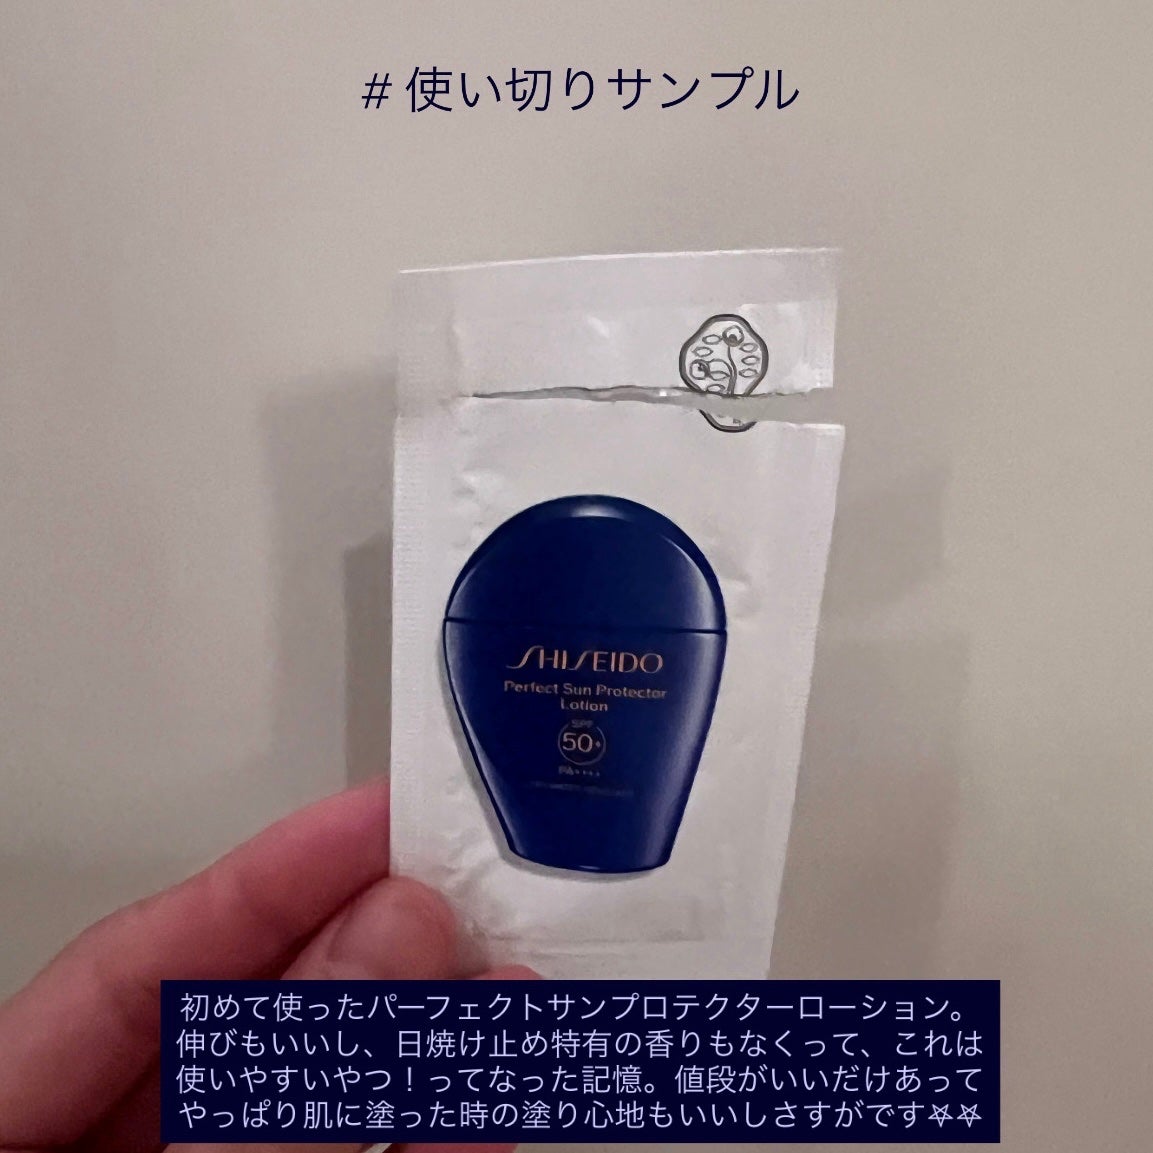 # 使い切りサンプル
SHISEIDO
Perfect Sun Protector
Lotion
SPF
50+
PA++++
初めて使ったパーフェクトサンプロテクターローション。
伸びもいいし、日焼け止め特有の香りもなくって、これは
使いやすいやつ！ってなった記憶。値段がいいだけあって
やっぱり肌に塗った時の塗り心地もいいしさすがです⛧⛧